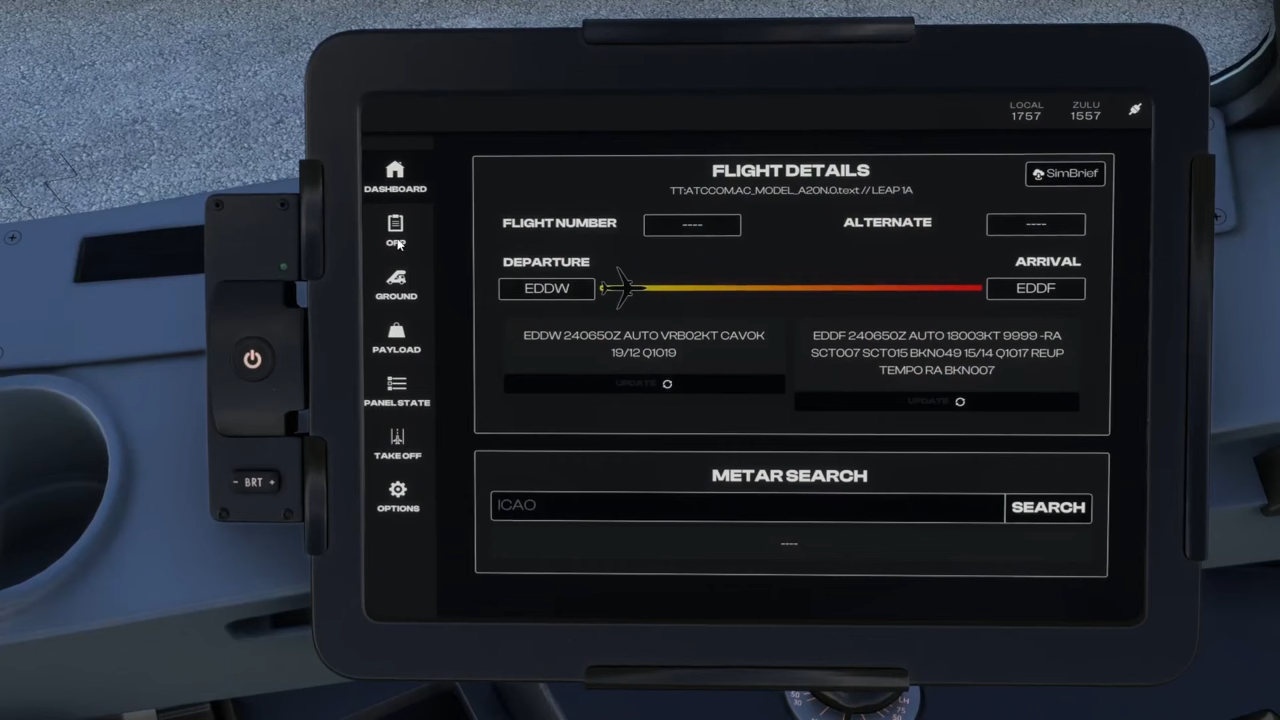 LOCAL
1757
ZULU
1557
DASHBOARD
GROUND
PAYLOAD
PANEL STATE
TAKE OFF
OPTIONS
FLIGHT DETAILS
SimBrief
TT:ATCCOM.AC_MODEL_A20N.0.text // LEAP 1A
FLIGHT NUMBER
----
ALTERNATE
----
DEPARTURE
ARRIVAL
EDDW
EDDF
EDDW 240650Z AUTO VRB02KT CAVOK
19/12 Q1019
UPDATE
EDDF 240650Z AUTO 18003KT 9999 -RA
SCT007 SCT015 BKN049 15/14 Q1017 REUP
TEMPO RA BKN007
UPDATE
METAR SEARCH
ICAO
SEARCH
----
- BRT +